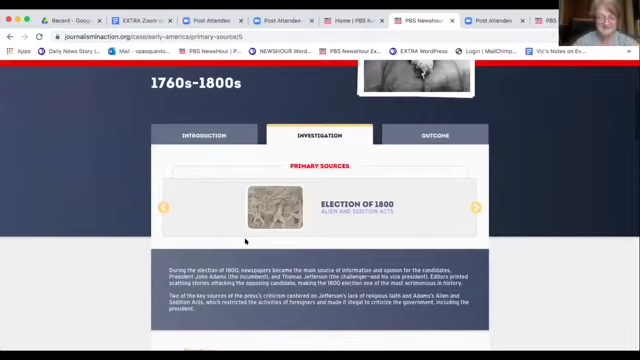 Recent - Google
EXTRA Zoom
Post Attendee
Post Attendee -
Home | PBS New
PBS Newshour
Post Attendee
PBS
journalisminaction.org/case/early-america/primary-source/5
Apps
Daily News Story
Mail - vpasquanto
PBS NewsHour
NEWSHOUR WORD
PBS NewsHour Ex
EXTRA WordPress
Login | MailChimp
Vic's Notes on Ev
1760s-1800s
INTRODUCTION
INVESTIGATION
OUTCOME
PRIMARY SOURCES
ELECTION OF 1800
ALIEN AND SEDITION ACTS
During the election of 1800, newspapers became the main source of information and opinion for the candidates,
President John Adams (the incumbent), and Thomas Jefferson (the challenger—and his vice president). Editors printed
scathing stories attacking the opposing candidate, making the 1800 election one of the most acrimonious in history.
Two of the key sources of the press's criticism centered on Jefferson's lack of religious faith and Adams's Alien and
Sedition Acts, which restricted the activities of foreigners and made it illegal to criticize the government, including the
president.